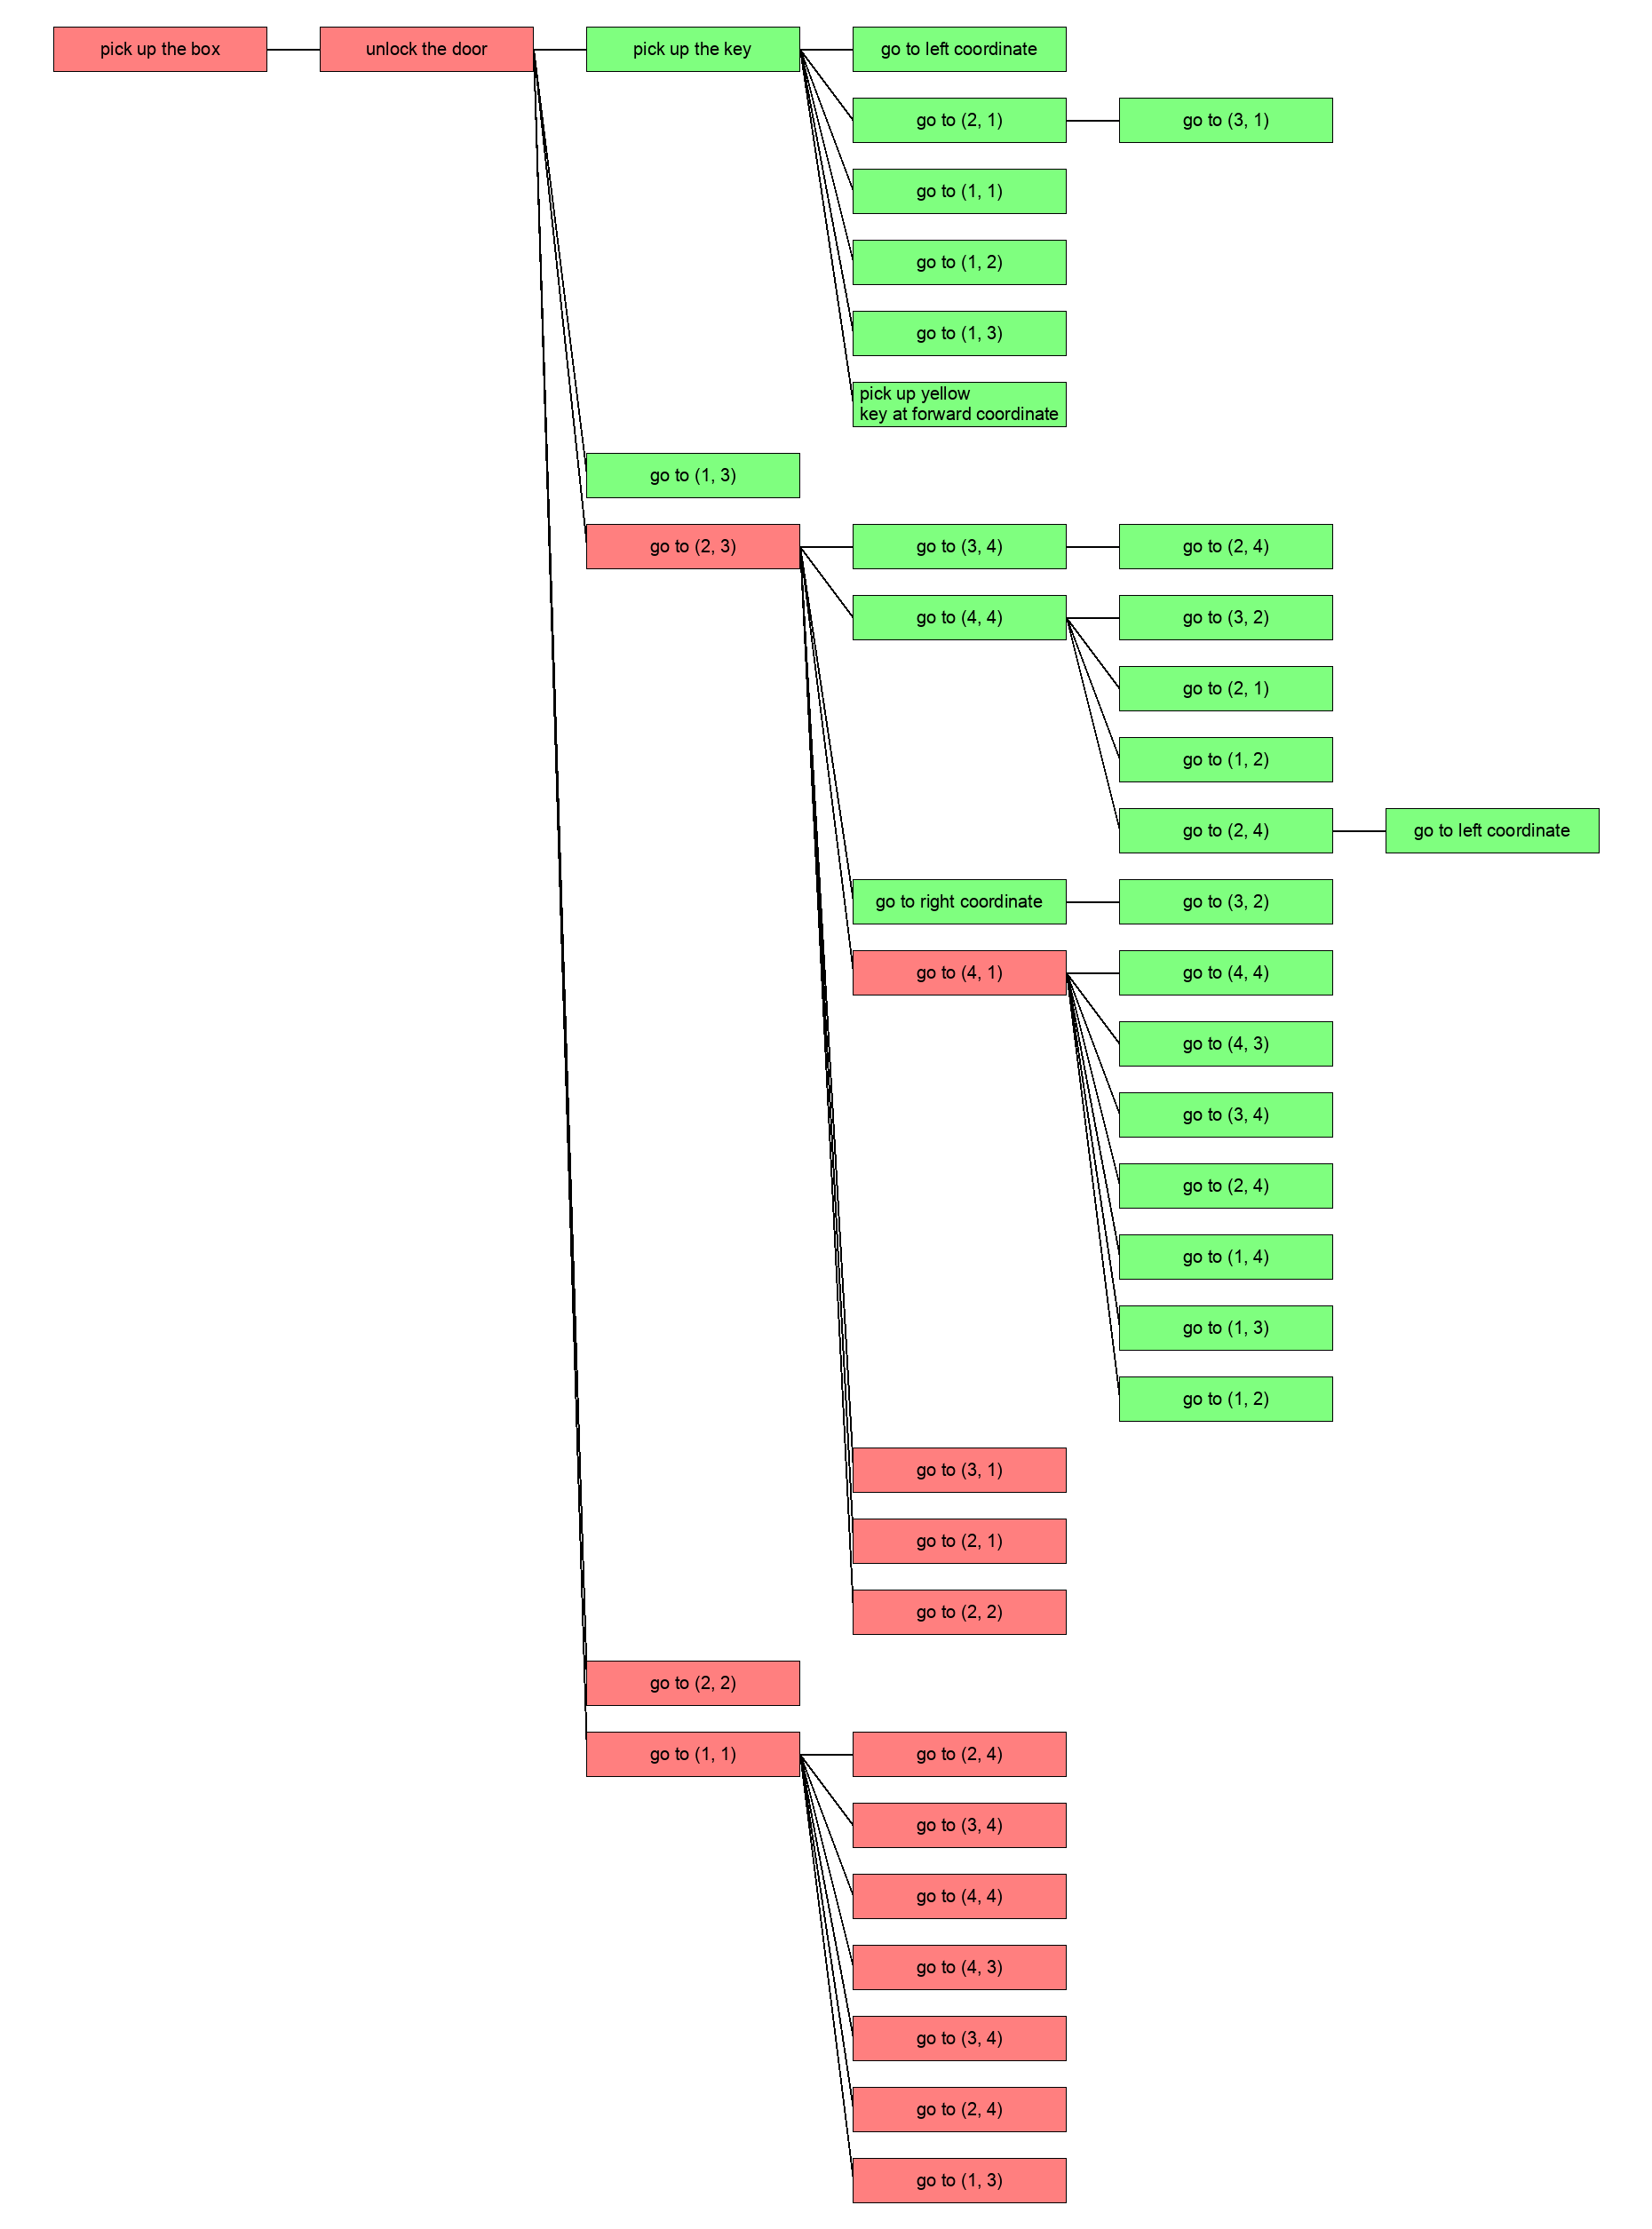 pick up the box
unlock the door
pick up the key
go to left coordinate
go to (2, 1)
go to (3, 1)
go to (1, 1)
go to (1, 2)
go to (1, 3)
pick up yellow
key at forward coordinate
go to (1, 3)
go to (2, 3)
go to (3, 4)
go to (2, 4)
go to (4, 4)
go to (3, 2)
go to (2, 1)
go to (1, 2)
go to (2, 4)
go to left coordinate
go to right coordinate
go to (3, 2)
go to (4, 1)
go to (4, 4)
go to (4, 3)
go to (3, 4)
go to (2, 4)
go to (1, 4)
go to (1, 3)
go to (1, 2)
go to (3, 1)
go to (2, 1)
go to (2, 2)
go to (2, 2)
go to (1, 1)
go to (2, 4)
go to (3, 4)
go to (4, 4)
go to (4, 3)
go to (3, 4)
go to (2, 4)
go to (1, 3)